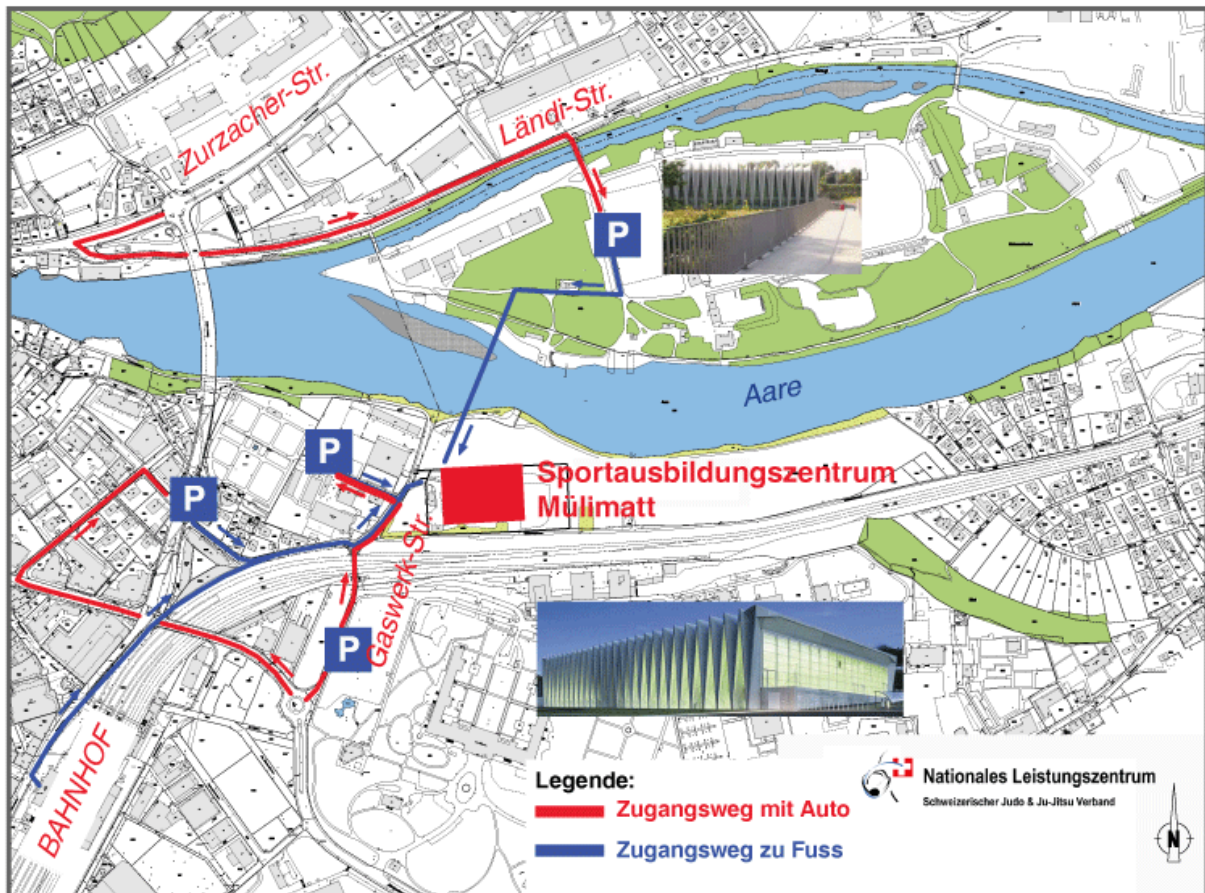 Zurzacher-Str.
Ländi-Str.
P
Aare
P
P
Sportausbildungszentrum
Mülimatt
Gaswerk-Str.
P
BAHNHOF
Legende:
Zugangsweg mit Auto
Zugangsweg zu Fuss
Nationales Leistungszentrum
Schweizerischer Judo & Ju-Jitsu Verband
N